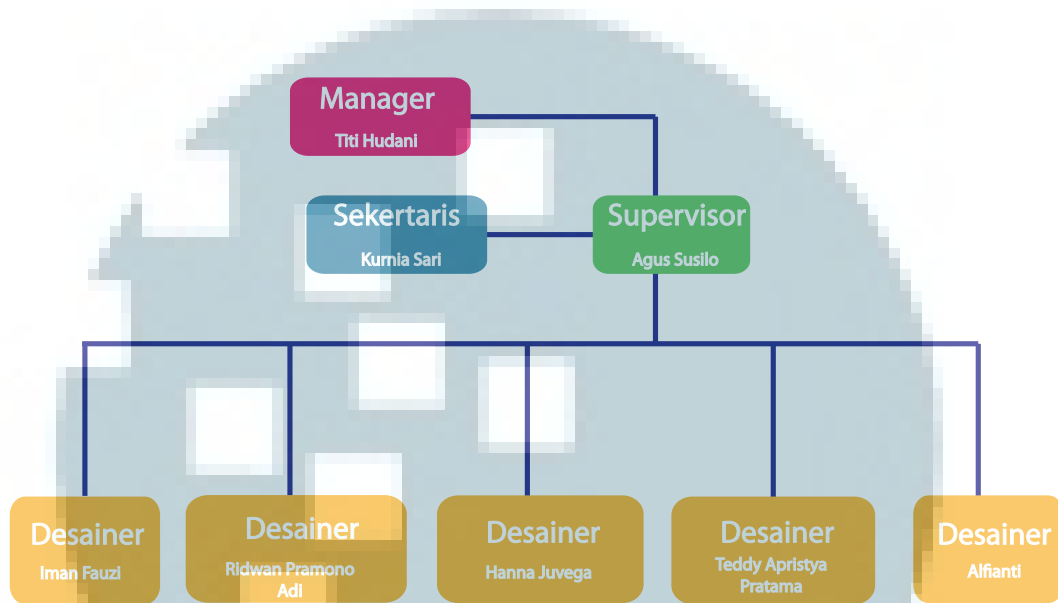 Manager
Titi Hudani
Sekertaris
Kurnia Sari
Supervisor
Agus Susilo
Desainer
Iman Fauzi
Desainer
Ridwan Pramono
Adi
Desainer
Hanna Juvega
Desainer
Teddy Apristya
Pratama
Desainer
Alfianti